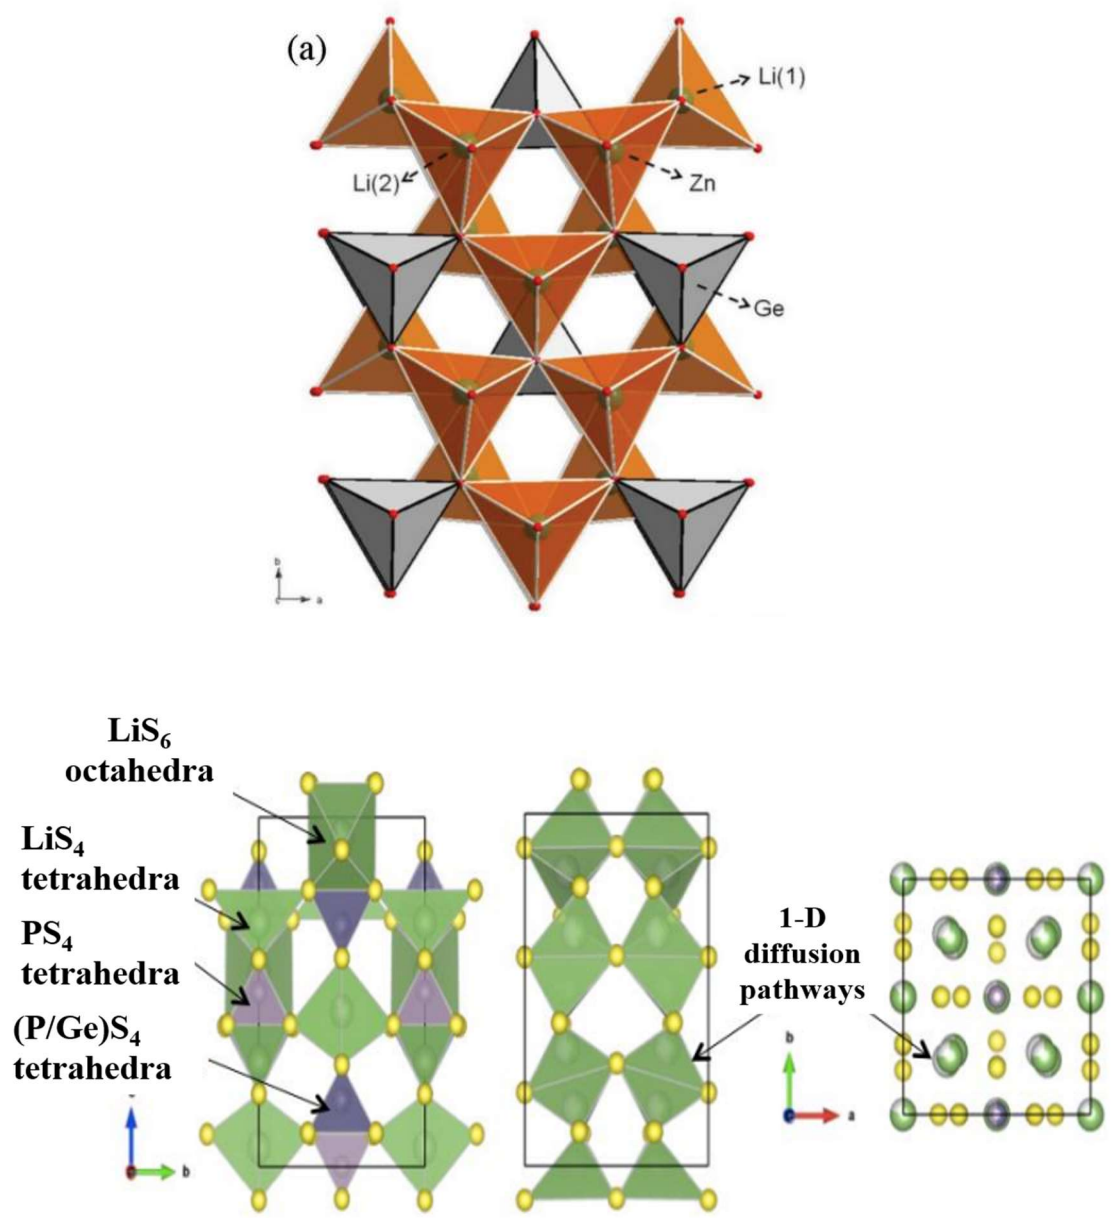 (a)
Li(1)
Li(2)
Zn
Ge
b
c
a
LiS₆
octahedra
LiS₄
tetrahedra
PS₄
tetrahedra
(P/Ge)S₄
tetrahedra
b
1-D
diffusion
pathways
b
a